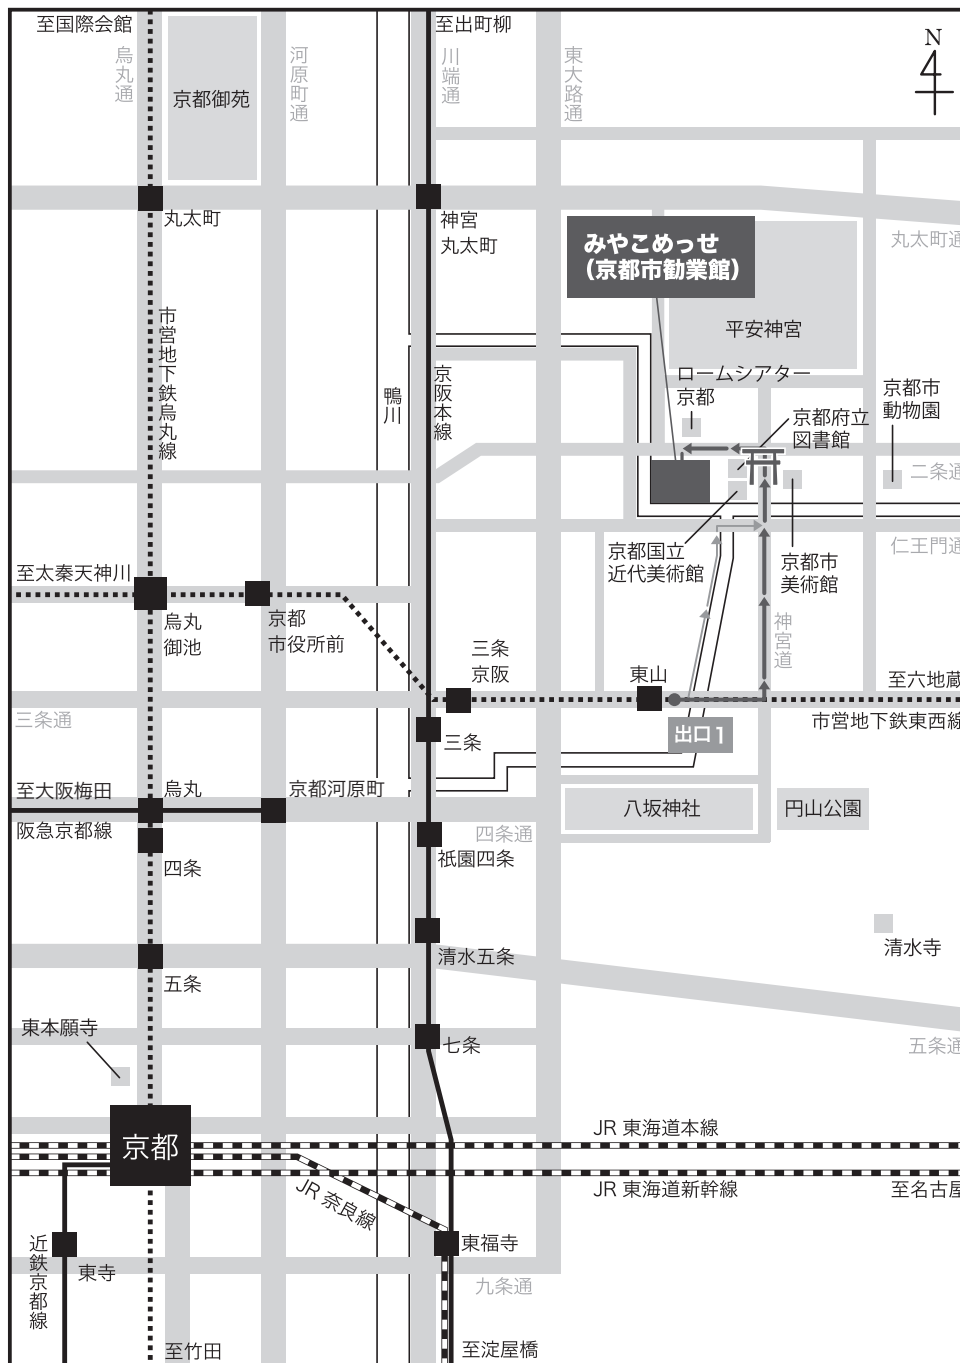 至国際会館
至出町柳
N
烏丸通
京都御苑
河原町通
川端通
東大路通
丸太町
神宮
丸太町
みやこめっせ
（京都市勧業館）
丸太町通
市営地下鉄烏丸線
平安神宮
鴨川
京阪本線
ロームシアター
京都
京都市
動物園
京都府立
図書館
二条通
京都国立
近代美術館
京都市
美術館
仁王門通
至太秦天神川
烏丸
御池
京都
市役所前
神宮道
三条
京阪
東山
至六地蔵
三条通
三条
出口1
市営地下鉄東西線
至大阪梅田
烏丸
京都河原町
阪急京都線
四条通
八坂神社
円山公園
四条
祇園四条
清水五条
清水寺
五条
東本願寺
七条
五条通
京都
JR 東海道本線
JR 東海道新幹線
至名古屋
JR 奈良線
近鉄京都線
東寺
東福寺
九条通
至竹田
至淀屋橋